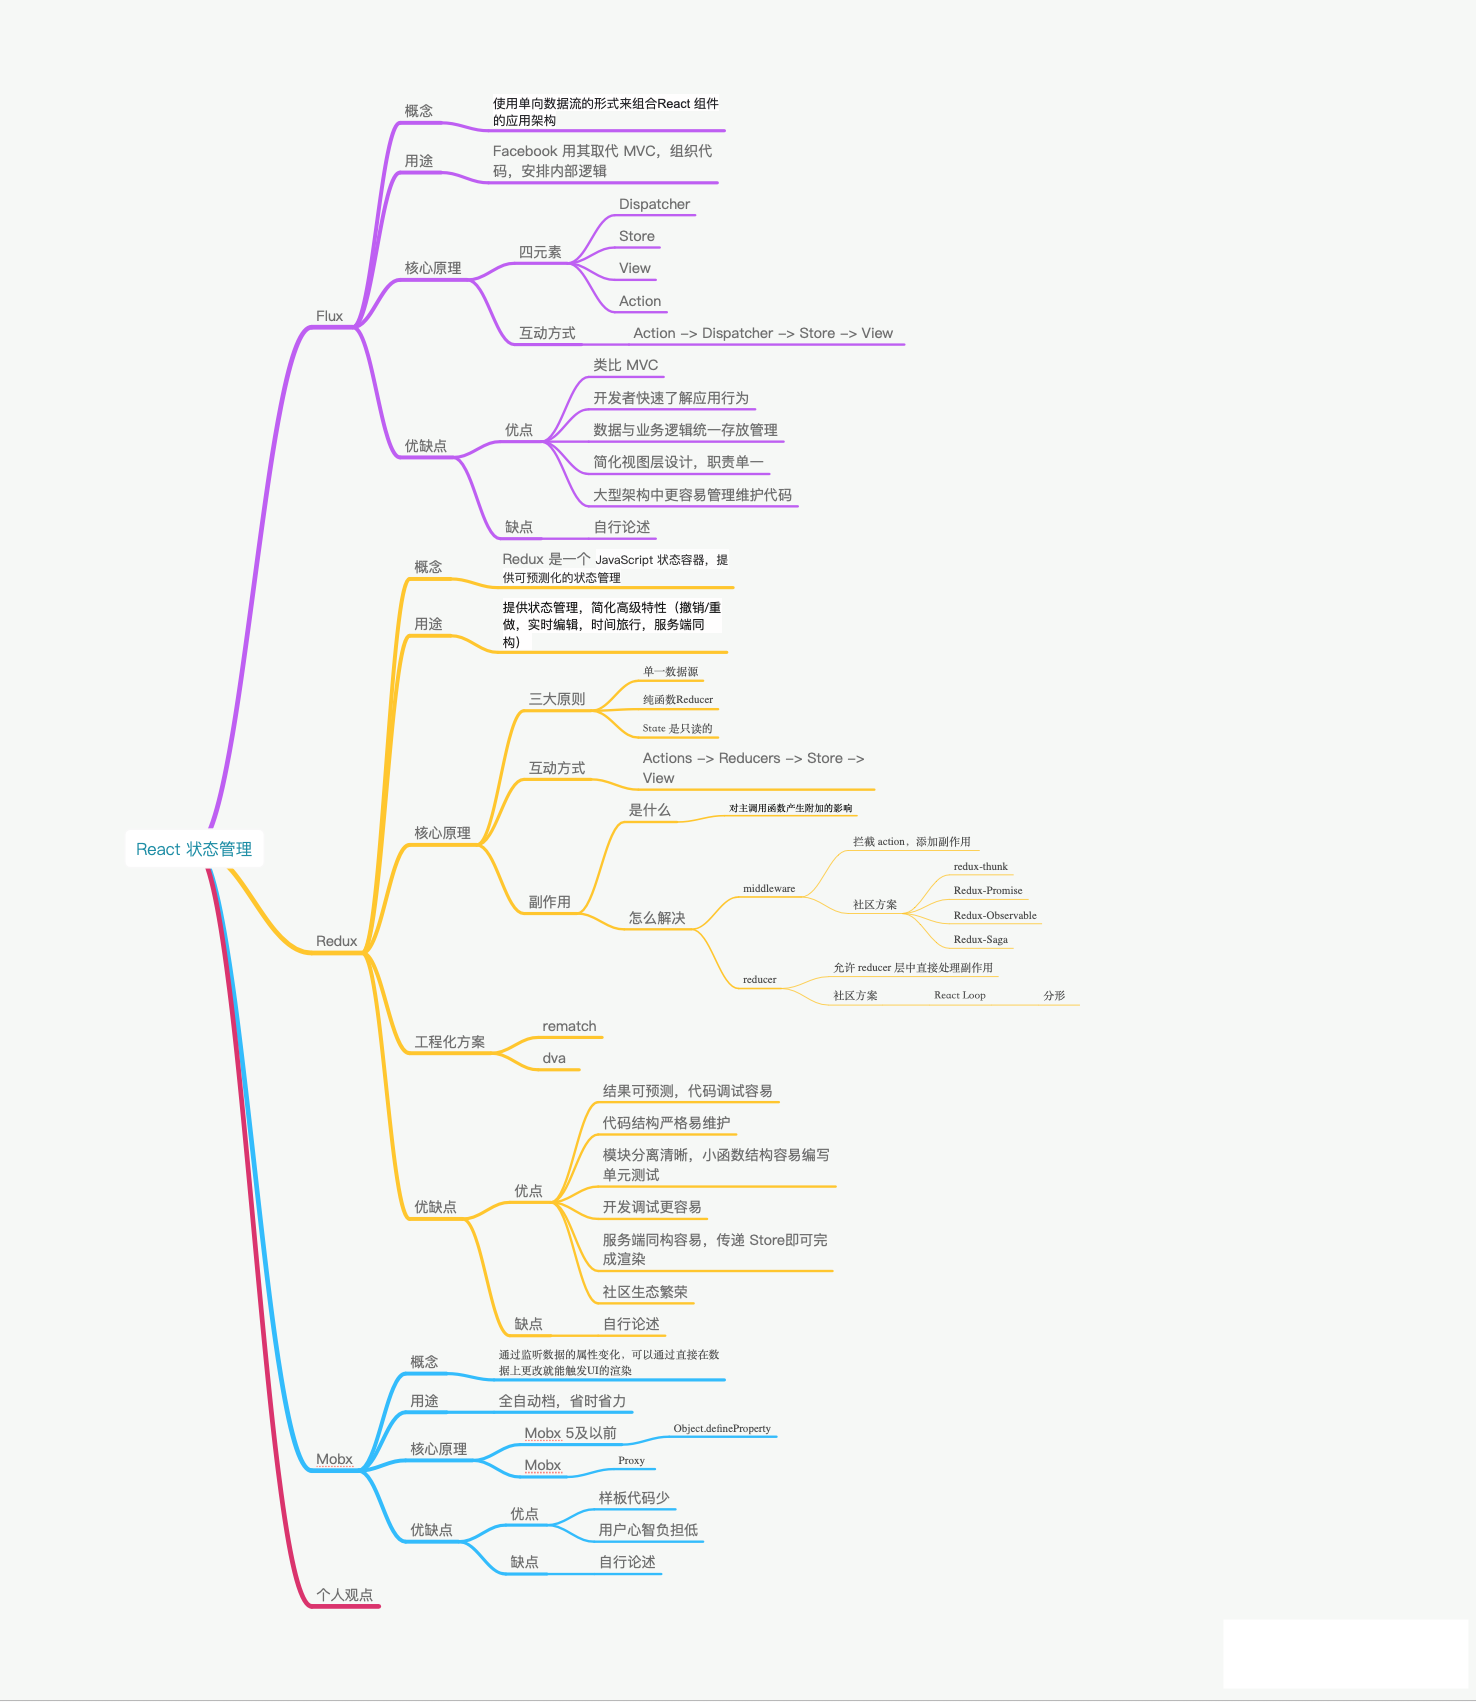 React 状态管理
Flux
概念
使用单向数据流的形式来组合React 组件
的应用架构
用途
Facebook 用其取代 MVC，组织代
码，安排内部逻辑
核心原理
四元素
Dispatcher
Store
View
Action
互动方式
Action -> Dispatcher -> Store -> View
优缺点
优点
类比 MVC
开发者快速了解应用行为
数据与业务逻辑统一存放管理
简化视图层设计，职责单一
大型架构中更容易管理维护代码
缺点
自行论述
Redux
概念
Redux 是一个 JavaScript 状态容器，提
供可预测化的状态管理
用途
提供状态管理，简化高级特性（撤销/重
做，实时编辑，时间旅行，服务端同
构）
核心原理
三大原则
单一数据源
纯函数Reducer
State 是只读的
互动方式
Actions -> Reducers -> Store ->
View
副作用
是什么
对主调用函数产生附加的影响
怎么解决
middleware
拦截 action，添加副作用
社区方案
redux-thunk
Redux-Promise
Redux-Observable
Redux-Saga
reducer
允许 reducer 层中直接处理副作用
社区方案
React Loop
分形
工程化方案
rematch
dva
优缺点
优点
结果可预测，代码调试容易
代码结构严格易维护
模块分离清晰，小函数结构容易编写
单元测试
开发调试更容易
服务端同构容易，传递 Store即可完
成渲染
社区生态繁荣
缺点
自行论述
Mobx
概念
通过监听数据的属性变化，可以通过直接在数
据上更改就能触发UI的渲染
用途
全自动档，省时省力
核心原理
Mobx 5及以前
Object.defineProperty
Mobx
Proxy
优缺点
优点
样板代码少
用户心智负担低
缺点
自行论述
个人观点